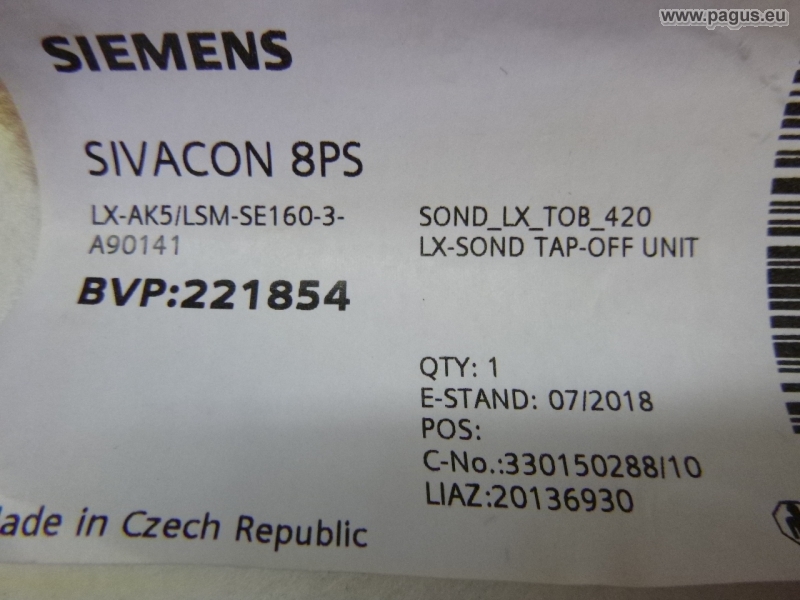 www.pagus.eu
SIEMENS
SIVACON 8PS
LX-AK5/LSM-SE160-3-
A90141
BVP:221854
SOND_LX_TOB_420
LX-SOND TAP-OFF UNIT
QTY: 1
E-STAND: 07/2018
POS:
C-No.:330150288/10
LIAZ:20136930
Made in Czech Republic